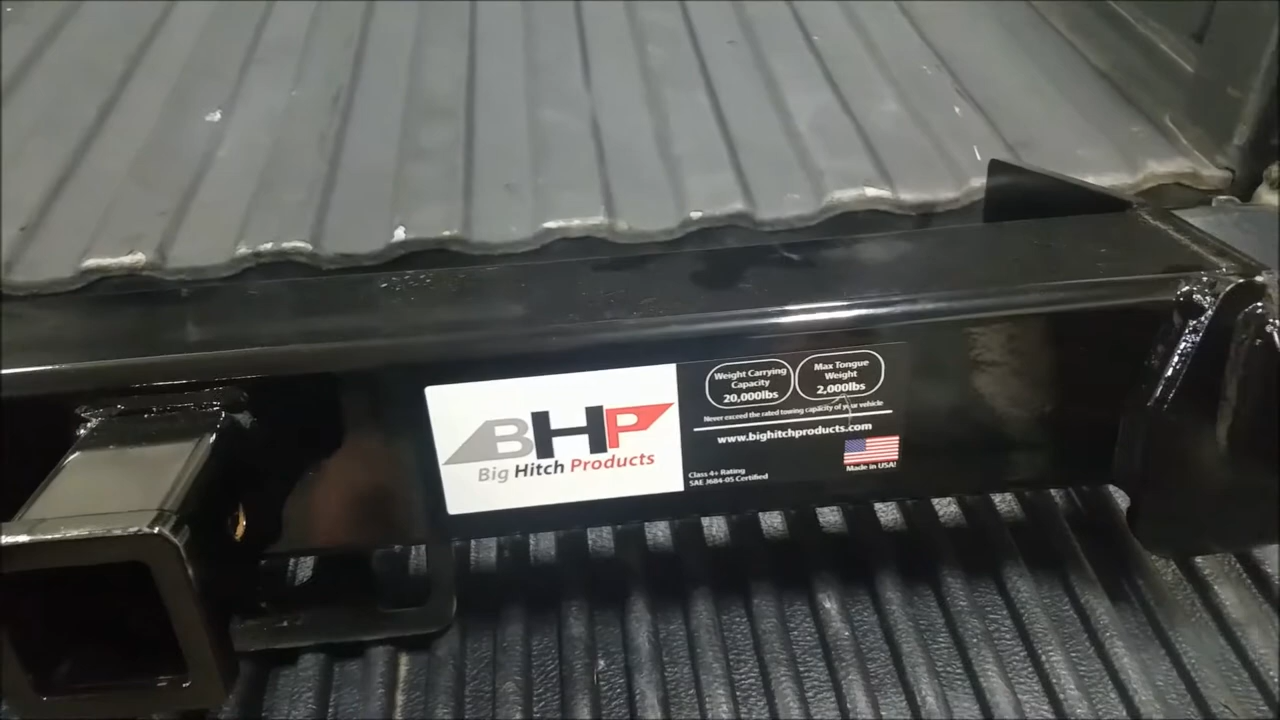 BHP
Big Hitch Products
Weight Carrying
Capacity
20,000lbs
Max Tongue
Weight
2,000lbs
Never exceed the rated towing capacity of your vehicle
www.bighitchproducts.com
Made in USA!
Class 4+ Rating
SAE J684-05 Certified